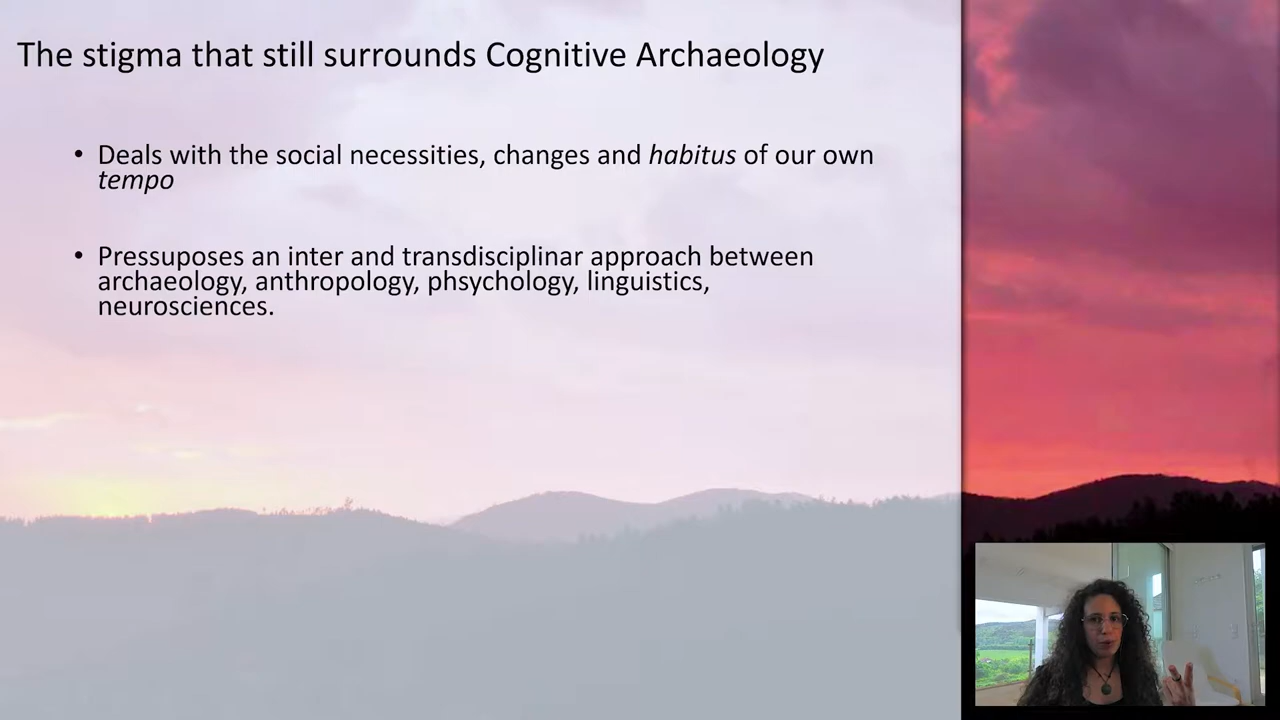 The stigma that still surrounds Cognitive Archaeology
• Deals with the social necessities, changes and habitus of our own
tempo
• Pressuposes an inter and transdisciplinar approach between
archaeology, anthropology, phsychology, linguistics,
neurosciences.